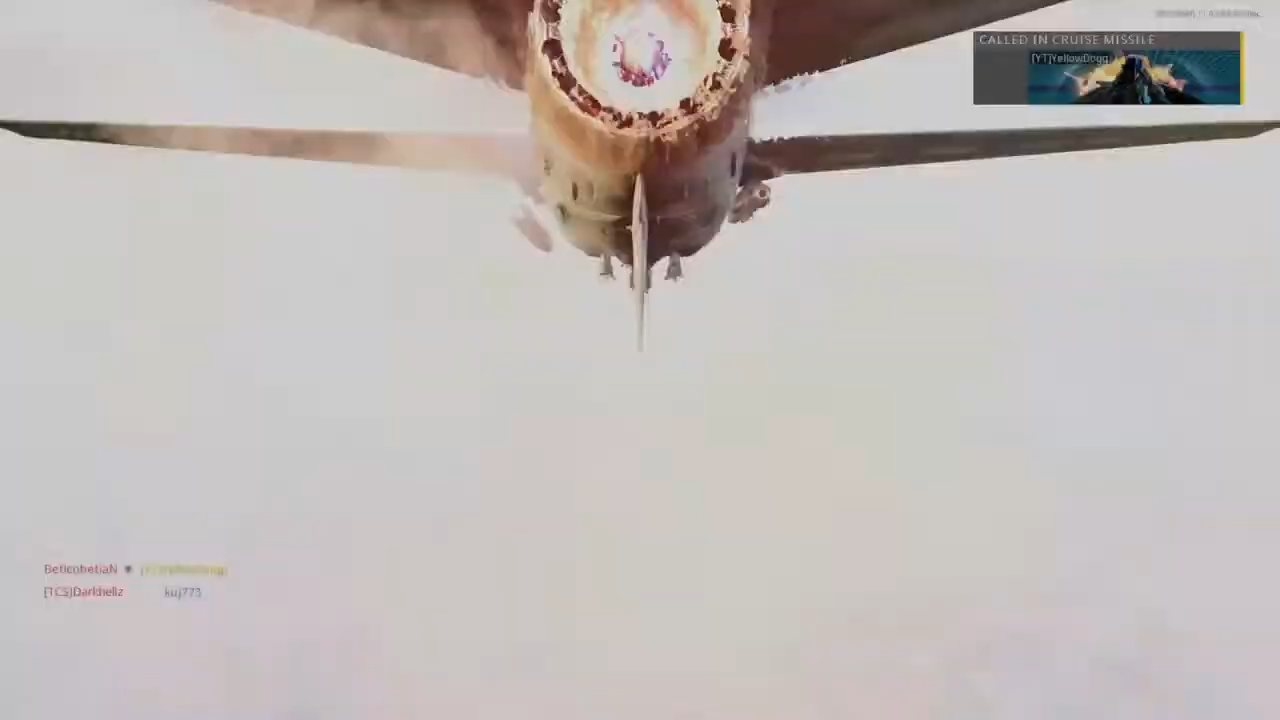 CALLED IN CRUISE MISSILE
[YT]YellowDogg
BeticohetiaN
[TCS]Darkhellz kuj773